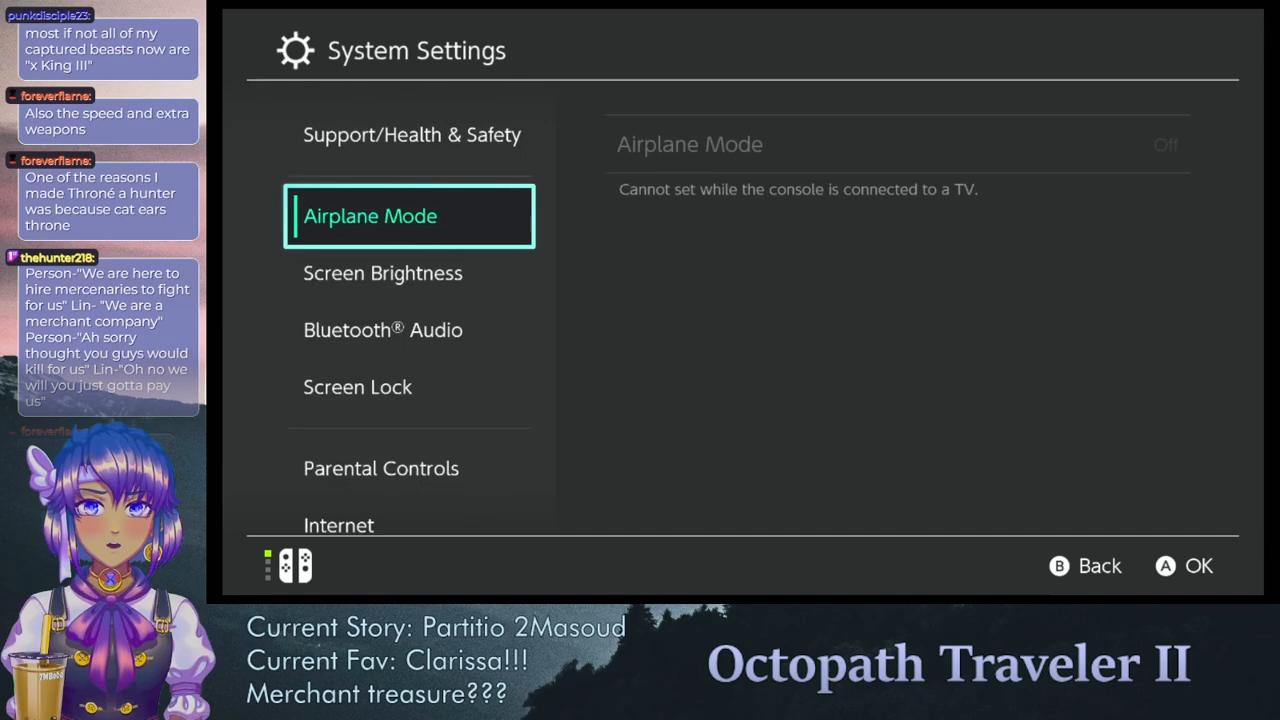 punkdisciple23:
most if not all of my
captured beasts now are
"x King III"
foreverflame:
Also the speed and extra
weapons
foreverflame:
One of the reasons I
made Throné a hunter
was because cat ears
throne
thehunter218:
Person-"We are here to
hire mercenaries to fight
for us" Lin- "We are a
merchant company"
Person-"Ah sorry
thought you guys would
kill for us" Lin-"Oh no we
will you just gotta pay
us"
foreverflame:
System Settings
Support/Health & Safety
Airplane Mode
Screen Brightness
Bluetooth® Audio
Screen Lock
Parental Controls
Internet
Airplane Mode Off
Cannot set while the console is connected to a TV.
B Back A OK
Current Story: Partitio 2Masoud
Current Fav: Clarissa!!!
Merchant treasure???
Octopath Traveler II